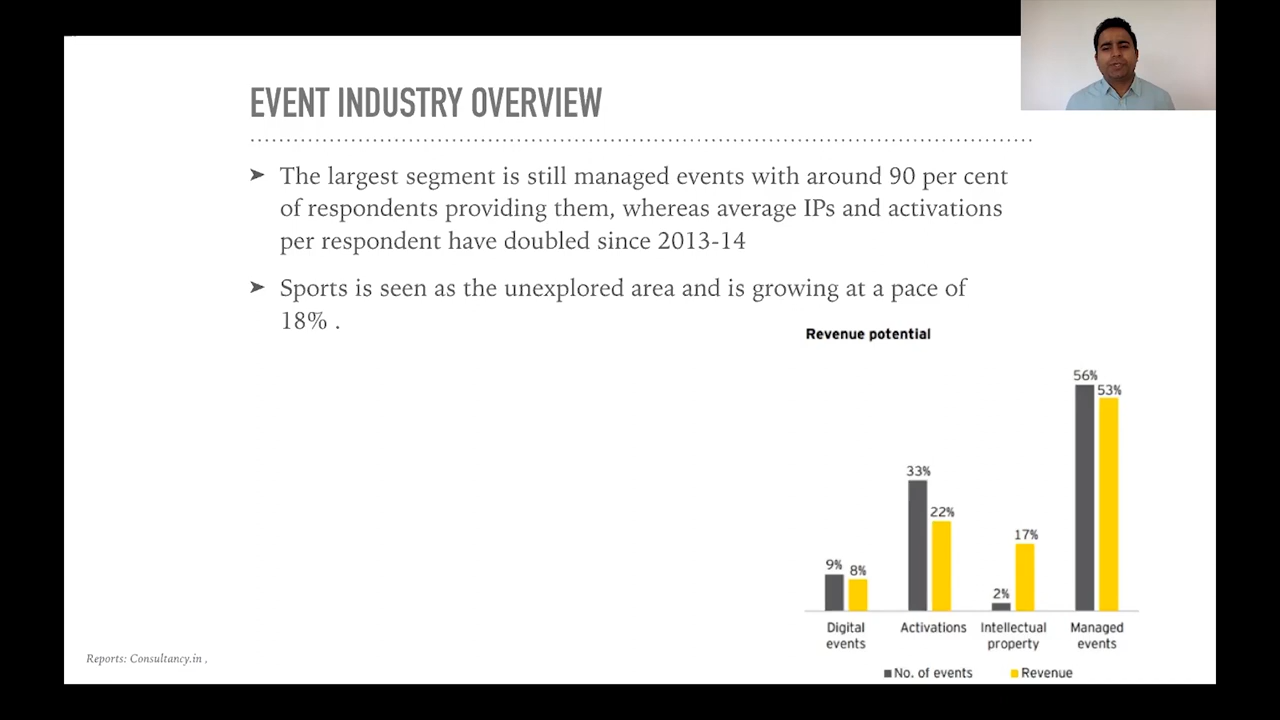 EVENT INDUSTRY OVERVIEW
➤ The largest segment is still managed events with around 90 per cent
of respondents providing them, whereas average IPs and activations
per respondent have doubled since 2013-14
➤ Sports is seen as the unexplored area and is growing at a pace of
18% .
Revenue potential
56%
53%
33%
22%
17%
9%
8%
2%
Digital events
Activations
Intellectual property
Managed events
No. of events
Revenue
Reports: Consultancy.in ,